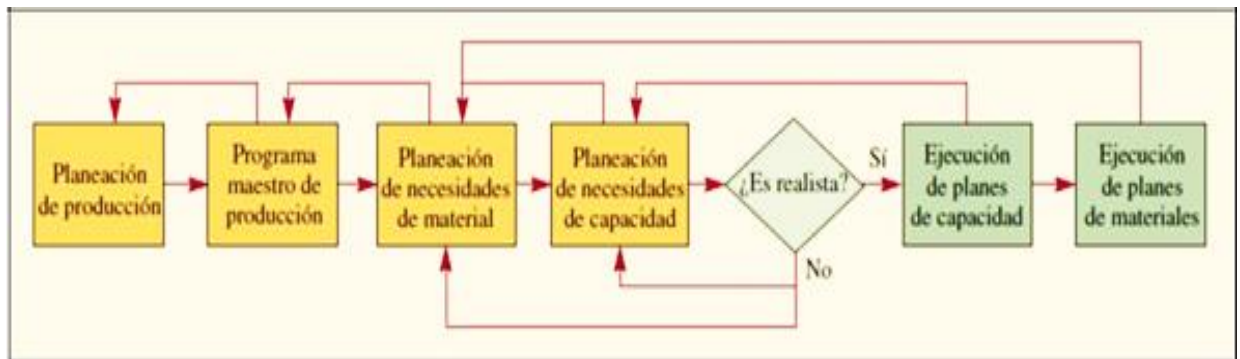 Planeación
de producción
Programa
maestro de
producción
Planeación
de necesidades
de material
Planeación
de necesidades
de capacidad
¿Es realista?
Sí
No
Ejecución
de planes
de capacidad
Ejecución
de planes
de materiales